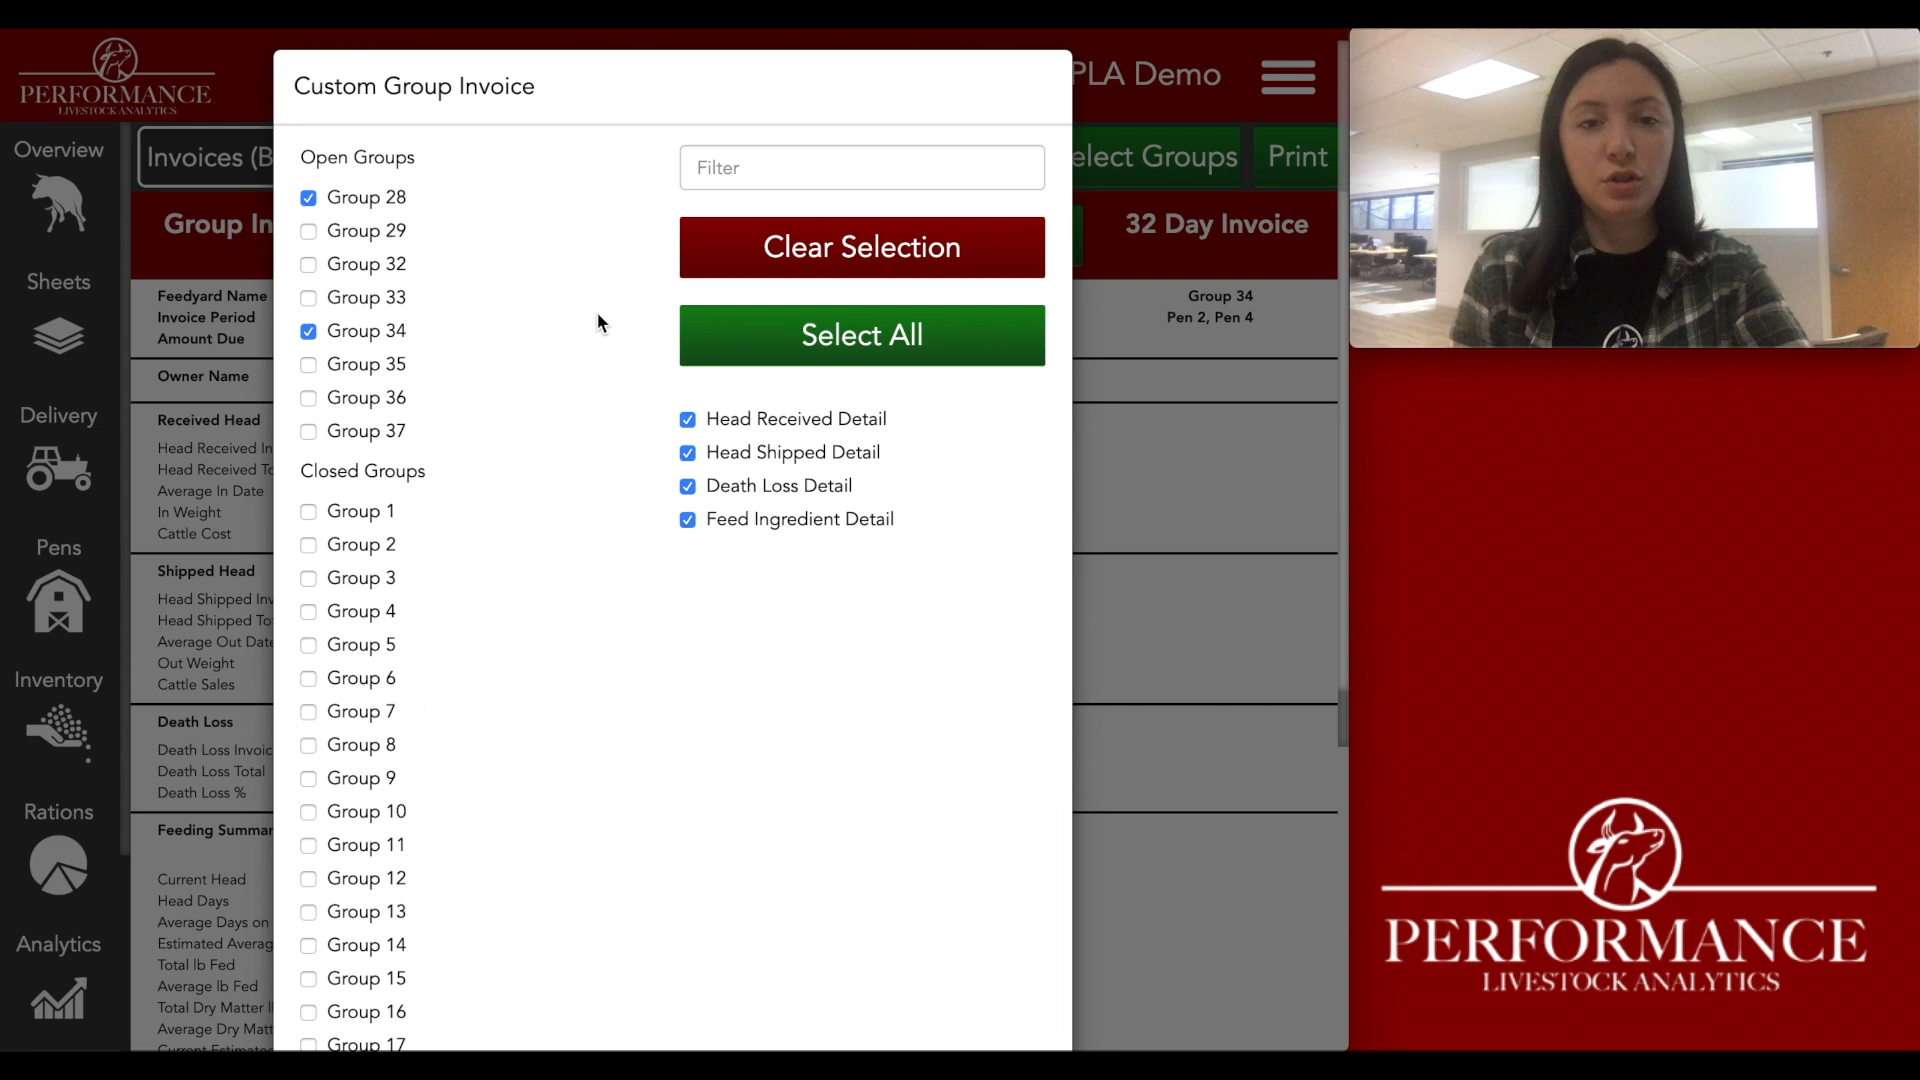 PERFORMANCE
LIVESTOCK ANALYTICS
Overview
Sheets
Delivery
Pens
Inventory
Rations
Analytics
PLA Demo
Invoices (B
elect Groups
Print
Group In
32 Day Invoice
Feedyard Name
Invoice Period
Amount Due
Group 34
Pen 2, Pen 4
Owner Name
Received Head
Head Received In
Head Received To
Average In Date
In Weight
Cattle Cost
Shipped Head
Head Shipped Inv
Head Shipped To
Average Out Date
Out Weight
Cattle Sales
Death Loss
Death Loss Invoic
Death Loss Total
Death Loss %
Feeding Summar
Current Head
Head Days
Average Days on
Estimated Averag
Total lb Fed
Average lb Fed
Total Dry Matter l
Average Dry Matt
Current Estimate
Custom Group Invoice
Open Groups
Group 28
Group 29
Group 32
Group 33
Group 34
Group 35
Group 36
Group 37
Closed Groups
Group 1
Group 2
Group 3
Group 4
Group 5
Group 6
Group 7
Group 8
Group 9
Group 10
Group 11
Group 12
Group 13
Group 14
Group 15
Group 16
Group 17
Filter
Clear Selection
Select All
Head Received Detail
Head Shipped Detail
Death Loss Detail
Feed Ingredient Detail
PERFORMANCE
LIVESTOCK ANALYTICS